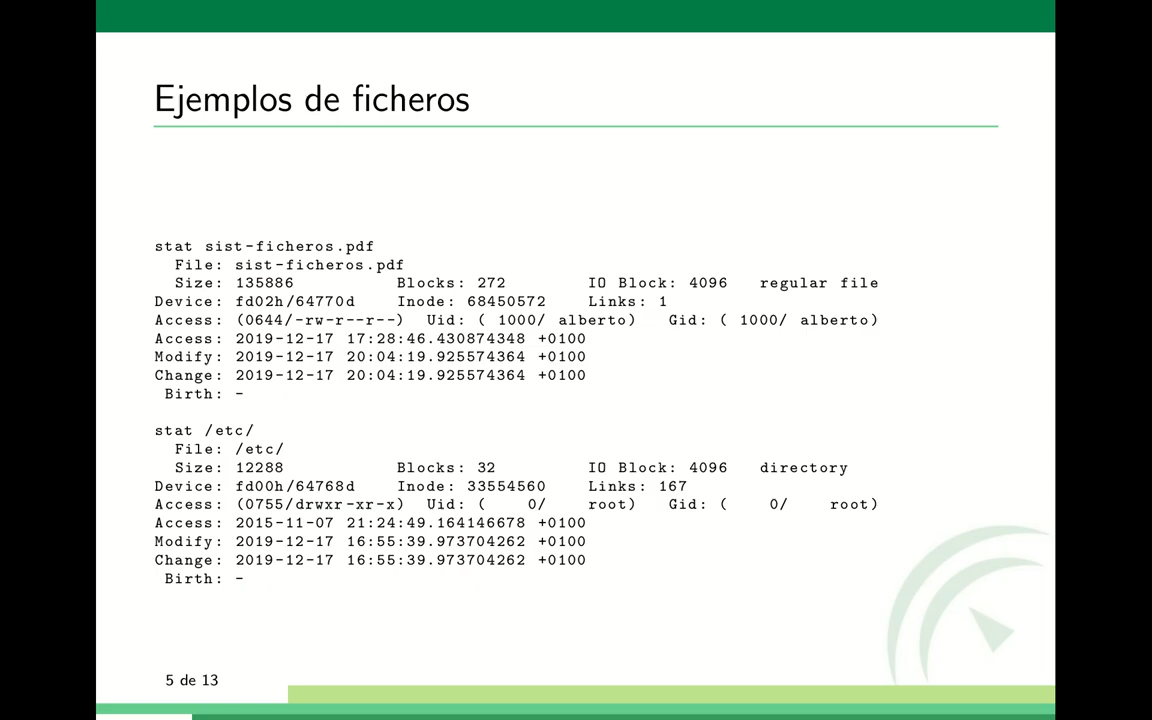 Ejemplos de ficheros
stat sist-ficheros.pdf
File: sist-ficheros.pdf
Size: 135886 Blocks: 272 IO Block: 4096 regular file
Device: fd02h/64770d Inode: 68450572 Links: 1
Access: (0644/-rw-r--r--) Uid: ( 1000/ alberto) Gid: ( 1000/ alberto)
Access: 2019-12-17 17:28:46.430874348 +0100
Modify: 2019-12-17 20:04:19.925574364 +0100
Change: 2019-12-17 20:04:19.925574364 +0100
Birth: -
stat /etc/
File: /etc/
Size: 12288 Blocks: 32 IO Block: 4096 directory
Device: fd00h/64768d Inode: 33554560 Links: 167
Access: (0755/drwxr-xr-x) Uid: ( 0/ root) Gid: ( 0/ root)
Access: 2015-11-07 21:24:49.164146678 +0100
Modify: 2019-12-17 16:55:39.973704262 +0100
Change: 2019-12-17 16:55:39.973704262 +0100
Birth: -
5 de 13